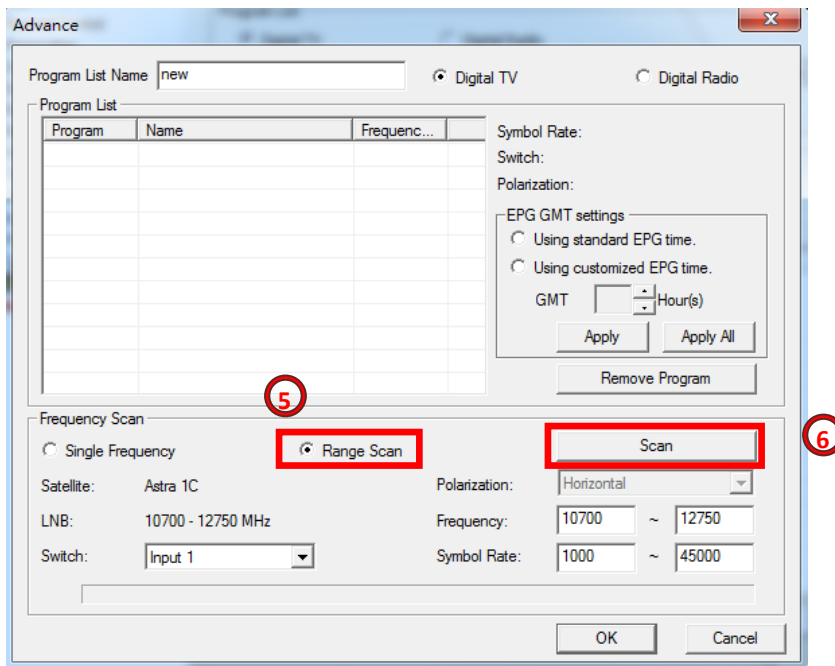 Advance
Program List Name new Digital TV Digital Radio
Program List
Program Name Frequenc... Symbol Rate:
Switch:
Polarization:
EPG GMT settings
Using standard EPG time.
Using customized EPG time.
GMT Hour(s)
Apply Apply All
Remove Program
5
Frequency Scan
Single Frequency Range Scan Scan
6
Satellite: Astra 1C Polarization: Horizontal
LNB: 10700 - 12750 MHz Frequency: 10700 ~ 12750
Switch: Input 1 Symbol Rate: 1000 ~ 45000
OK Cancel